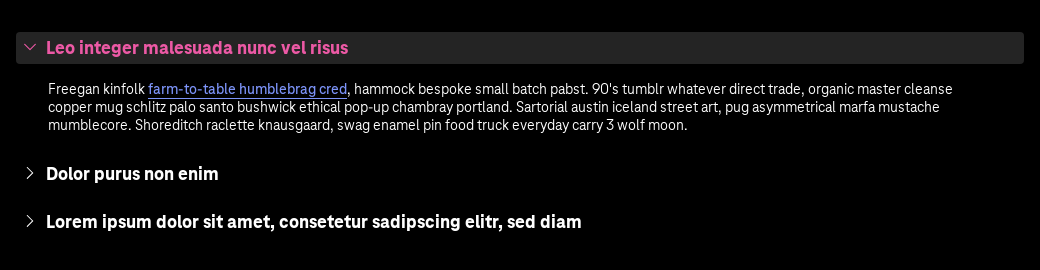 Leo integer malesuada nunc vel risus
Freegan kinfolk farm-to-table humblebrag cred, hammock bespoke small batch pabst. 90's tumblr whatever direct trade, organic master cleanse
copper mug schlitz palo santo bushwick ethical pop-up chambray portland. Sartorial austin iceland street art, pug asymmetrical marfa mustache
mumblecore. Shoreditch raclette knausgaard, swag enamel pin food truck everyday carry 3 wolf moon.
Dolor purus non enim
Lorem ipsum dolor sit amet, consetetur sadipscing elitr, sed diam